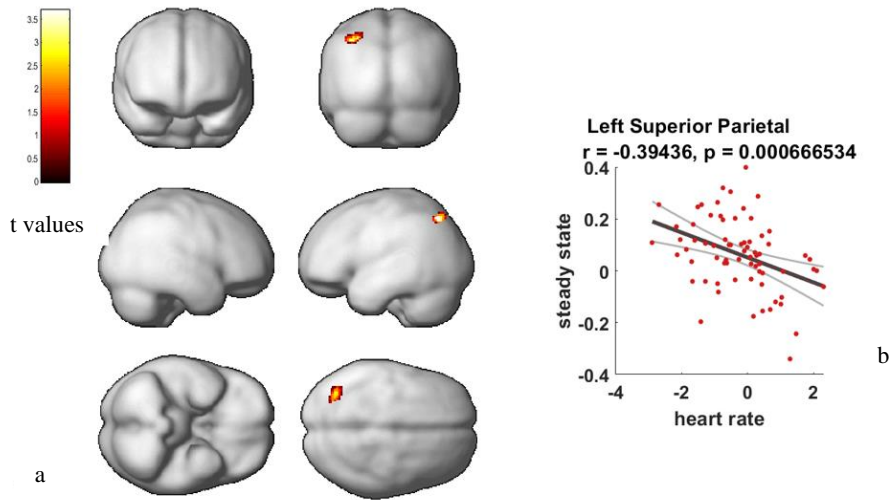 3.5
3
2.5
2
1.5
1
0.5
0
t values
a
Left Superior Parietal
r = -0.39436, p = 0.000666534
0.4
0.2
0
-0.2
-0.4
steady state
-4
-2
0
2
heart rate
b